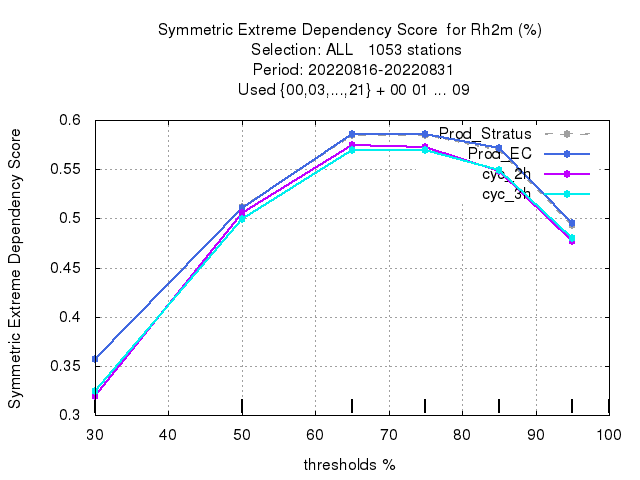 Symmetric Extreme Dependency Score  for Rh2m (%)
Selection: ALL   1053 stations
Period: 20220816-20220831
Used {00,03,...,21} + 00 01 ... 09
Symmetric Extreme Dependency Score
0.6
0.55
0.5
0.45
0.4
0.35
0.3
Prod_Stratus
Prod_EC
cyc_2h
cyc_3h
30 40 50 60 70 80 90 100
thresholds %